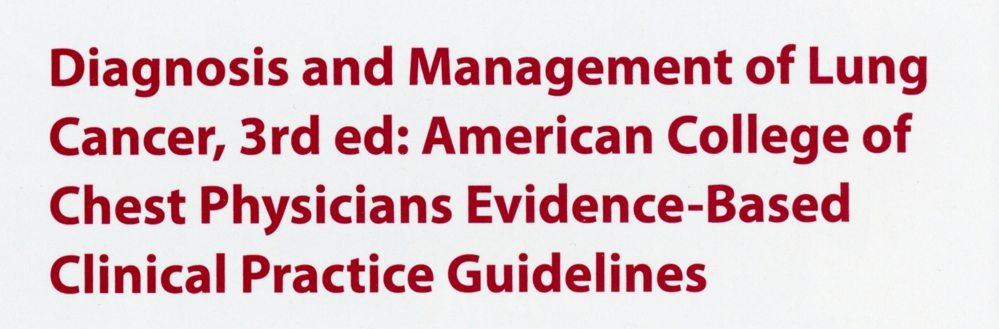 Diagnosis and Management of Lung
Cancer, 3rd ed: American College of
Chest Physicians Evidence-Based
Clinical Practice Guidelines